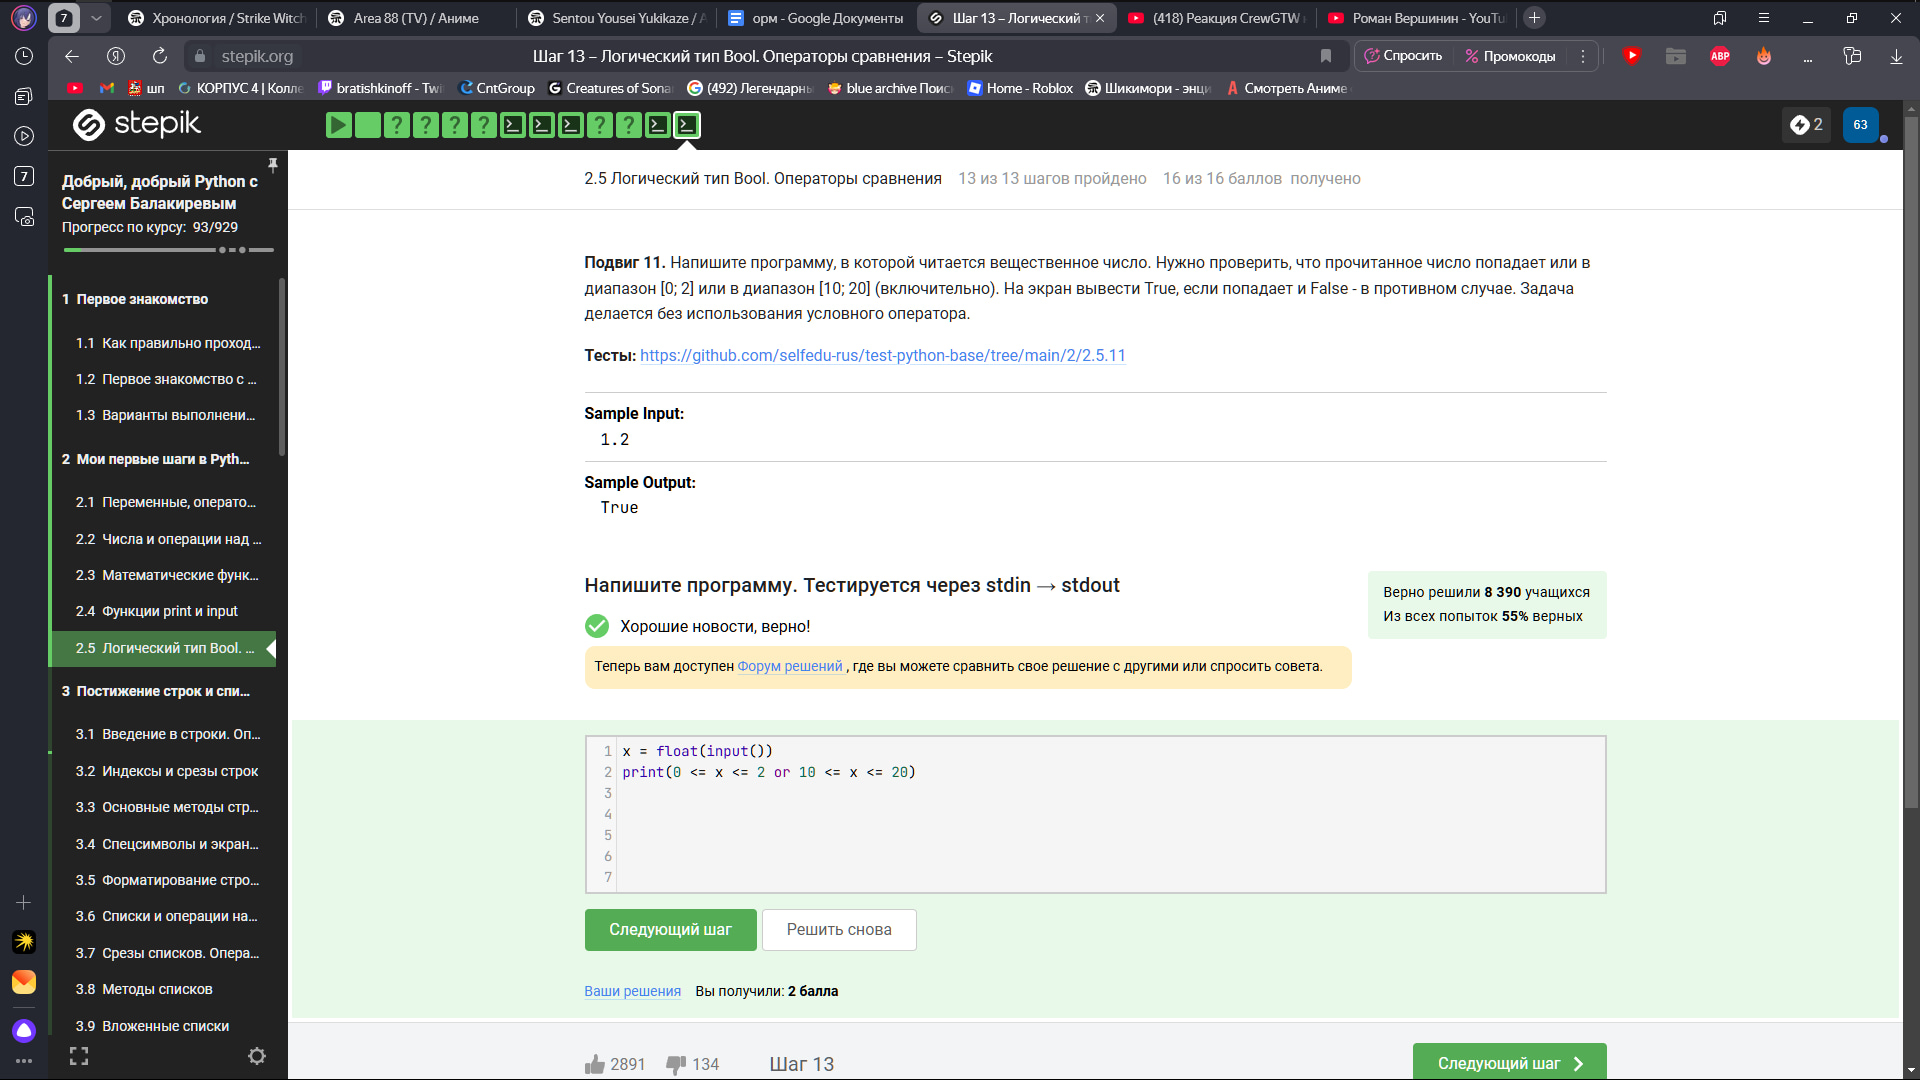 7
Хронология / Strike Witch
Area 88 (TV) / Аниме
Sentou Yousei Yukikaze / А
орм - Google Документы
Шаг 13 – Логический т
(418) Реакция CrewGTW
Роман Вершинин - YouTu
stepik.org
Шаг 13 – Логический тип Bool. Операторы сравнения – Stepik
Спросить
Промокоды
ABP
шп
КОРПУС 4 | Колле
bratishkinoff - Twi
CntGroup
Creatures of Sonar
(492) Легендарны
blue archive Поис
Home - Roblox
Шикимори - энци
Смотреть Аниме
7
stepik
2
63
Добрый, добрый Python с
Сергеем Балакиревым
Прогресс по курсу: 93/929
1 Первое знакомство
1.1 Как правильно проход...
1.2 Первое знакомство с ...
1.3 Варианты выполнени...
2 Мои первые шаги в Pyth...
2.1 Переменные, операто...
2.2 Числа и операции над ...
2.3 Математические функ...
2.4 Функции print и input
2.5 Логический тип Bool. ...
3 Постижение строк и спи...
3.1 Введение в строки. Оп...
3.2 Индексы и срезы строк
3.3 Основные методы стр...
3.4 Спецсимволы и экран...
3.5 Форматирование стро...
3.6 Списки и операции на...
3.7 Срезы списков. Опера...
3.8 Методы списков
3.9 Вложенные списки
2.5 Логический тип Bool. Операторы сравнения 13 из 13 шагов пройдено 16 из 16 баллов получено
Подвиг 11. Напишите программу, в которой читается вещественное число. Нужно проверить, что прочитанное число попадает или в
диапазон [0; 2] или в диапазон [10; 20] (включительно). На экран вывести True, если попадает и False - в противном случае. Задача
делается без использования условного оператора.
Тесты: https://github.com/selfedu-rus/test-python-base/tree/main/2/2.5.11
Sample Input:
1.2
Sample Output:
True
Напишите программу. Тестируется через stdin → stdout
Верно решили 8 390 учащихся
Из всех попыток 55% верных
Хорошие новости, верно!
Теперь вам доступен Форум решений , где вы можете сравнить свое решение с другими или спросить совета.
1 x = float(input())
2 print(0 <= x <= 2 or 10 <= x <= 20)
3
4
5
6
7
Следующий шаг
Решить снова
Ваши решения Вы получили: 2 балла
2891
134
Шаг 13
Следующий шаг